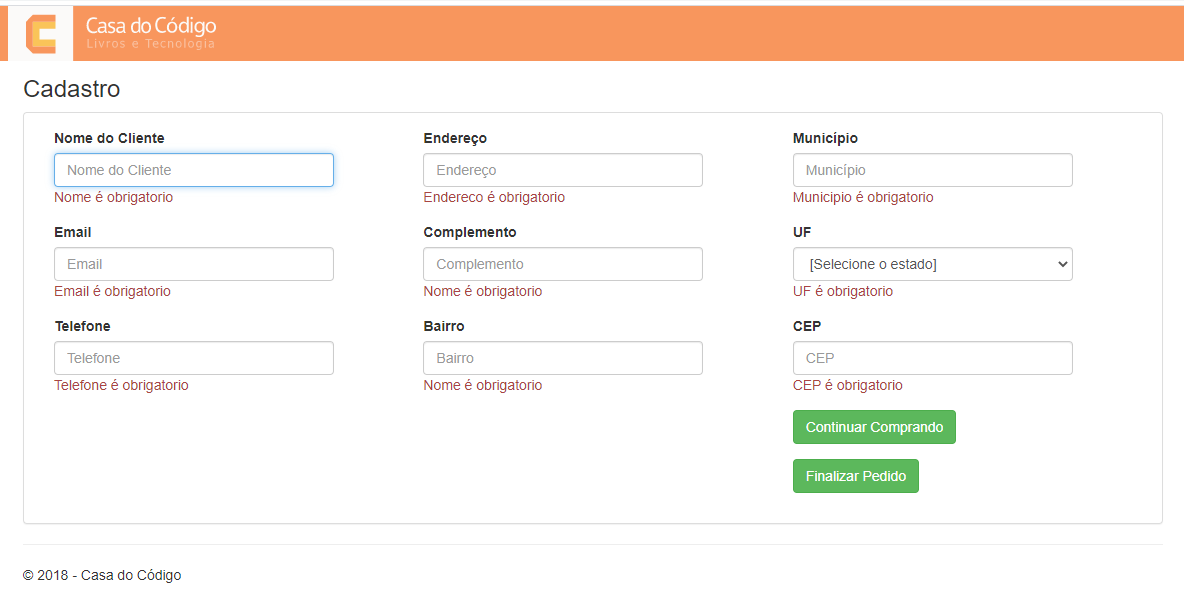 Casa do Código
Livros e Tecnologia
Cadastro
Nome do Cliente
Nome do Cliente
Nome é obrigatorio
Email
Email
Email é obrigatorio
Telefone
Telefone
Telefone é obrigatorio
Endereço
Endereço
Endereco é obrigatorio
Complemento
Complemento
Nome é obrigatorio
Bairro
Bairro
Nome é obrigatorio
Município
Município
Municipio é obrigatorio
UF
[Selecione o estado]
UF é obrigatorio
CEP
CEP
CEP é obrigatorio
Continuar Comprando
Finalizar Pedido
© 2018 - Casa do Código